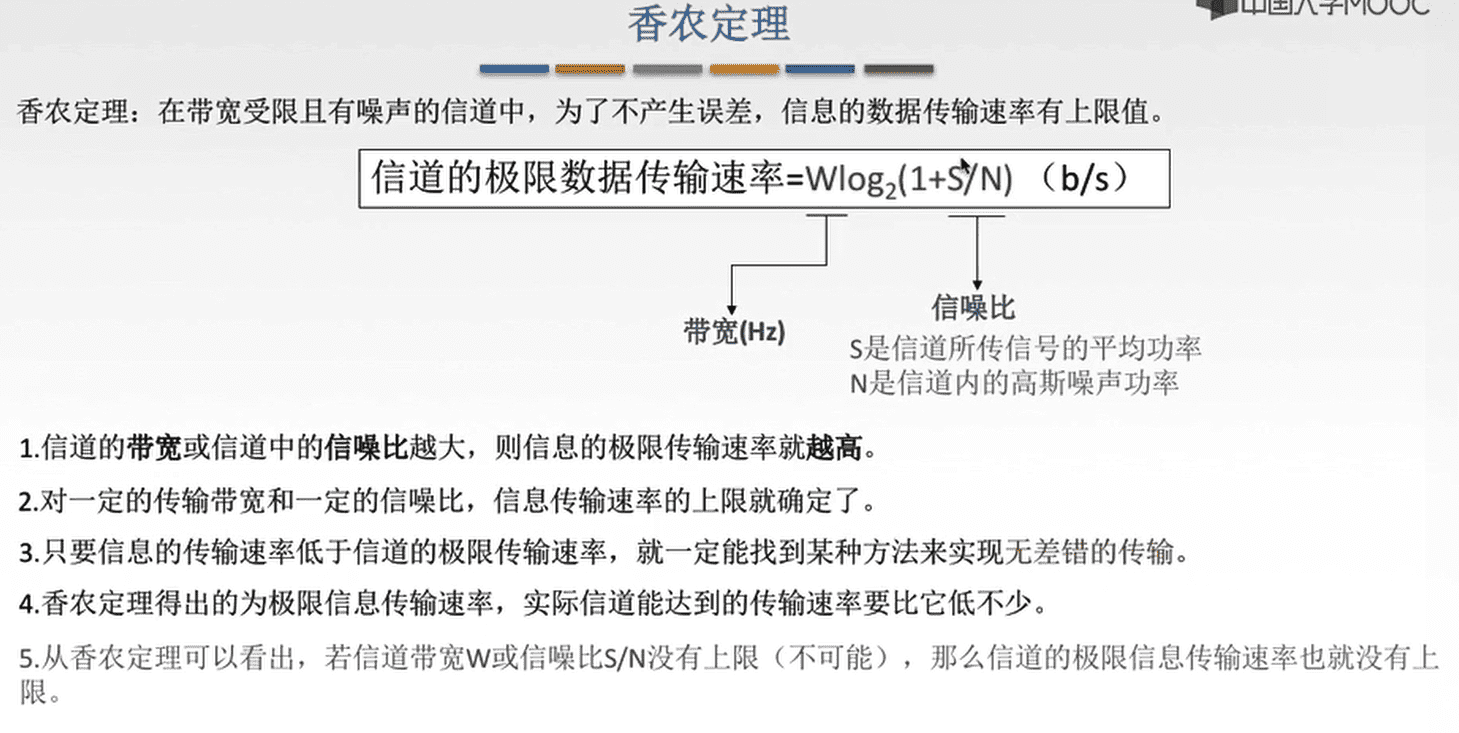 中国大学MOOC
香农定理
香农定理：在带宽受限且有噪声的信道中，为了不产生误差，信息的数据传输速率有上限值。
信道的极限数据传输速率=Wlog₂(1+S/N) （b/s）
带宽(Hz)
信噪比
S是信道所传信号的平均功率
N是信道内的高斯噪声功率
1.信道的带宽或信道中的信噪比越大，则信息的极限传输速率就越高。
2.对一定的传输带宽和一定的信噪比，信息传输速率的上限就确定了。
3.只要信息的传输速率低于信道的极限传输速率，就一定能找到某种方法来实现无差错的传输。
4.香农定理得出的为极限信息传输速率，实际信道能达到的传输速率要比它低不少。
5.从香农定理可以看出，若信道带宽W或信噪比S/N没有上限（不可能），那么信道的极限信息传输速率也就没有上
限。